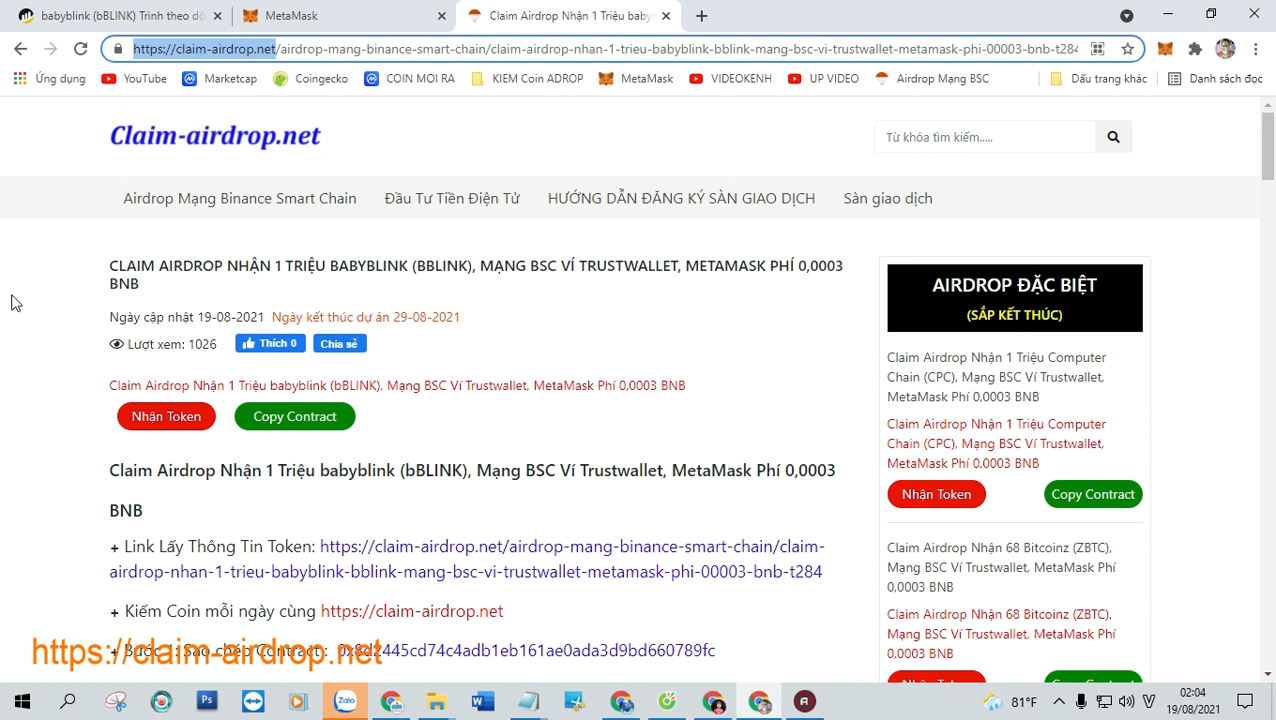 babyblink (bBLINK) Trình theo dõ
MetaMask
Claim Airdrop Nhận 1 Triệu baby
https://claim-airdrop.net/airdrop-mang-binance-smart-chain/claim-airdrop-nhan-1-trieu-babyblink-bblink-mang-bsc-vi-trustwallet-metamask-phi-00003-bnb-t284
Ứng dụng YouTube Marketcap Coingecko COIN MOI RA KIEM Coin ADROP MetaMask VIDEOKENH UP VIDEO Airdrop Mạng BSC Dấu trang khác Danh sách đọc
Claim-airdrop.net
Từ khóa tìm kiếm.....
Airdrop Mạng Binance Smart Chain Đầu Tư Tiền Điện Tử HƯỚNG DẪN ĐĂNG KÝ SÀN GIAO DỊCH Sàn giao dịch
CLAIM AIRDROP NHẬN 1 TRIỆU BABYBLINK (BBLINK), MẠNG BSC VÍ TRUSTWALLET, METAMASK PHÍ 0,0003
BNB
Ngày cập nhật 19-08-2021 Ngày kết thúc dự án 29-08-2021
Lượt xem: 1026 Thích 0 Chia sẻ
Claim Airdrop Nhận 1 Triệu babyblink (bBLINK), Mạng BSC Ví Trustwallet, MetaMask Phí 0,0003 BNB
Nhận Token Copy Contract
Claim Airdrop Nhận 1 Triệu babyblink (bBLINK), Mạng BSC Ví Trustwallet, MetaMask Phí 0,0003
BNB
+ Link Lấy Thông Tin Token: https://claim-airdrop.net/airdrop-mang-binance-smart-chain/claim-
airdrop-nhan-1-trieu-babyblink-bblink-mang-bsc-vi-trustwallet-metamask-phi-00003-bnb-t284
+ Kiếm Coin mỗi ngày cùng https://claim-airdrop.net
+ Bước 1: Sao chép Contract : 0x8d2445cd74c4adb1eb161ae0ada3d9bd660789fc
https://claim-airdrop.net
AIRDROP ĐẶC BIỆT
(SẮP KẾT THÚC)
Claim Airdrop Nhận 1 Triệu Computer
Chain (CPC), Mạng BSC Ví Trustwallet,
MetaMask Phí 0,0003 BNB
Claim Airdrop Nhận 1 Triệu Computer
Chain (CPC), Mạng BSC Ví Trustwallet,
MetaMask Phí 0,0003 BNB
Nhận Token Copy Contract
Claim Airdrop Nhận 68 Bitcoinz (ZBTC),
Mạng BSC Ví Trustwallet, MetaMask Phí
0,0003 BNB
Claim Airdrop Nhận 68 Bitcoinz (ZBTC),
Mạng BSC Ví Trustwallet, MetaMask Phí
0,0003 BNB
Nhận Token Copy Contract
Zalo
81°F
02:04
19/08/2021